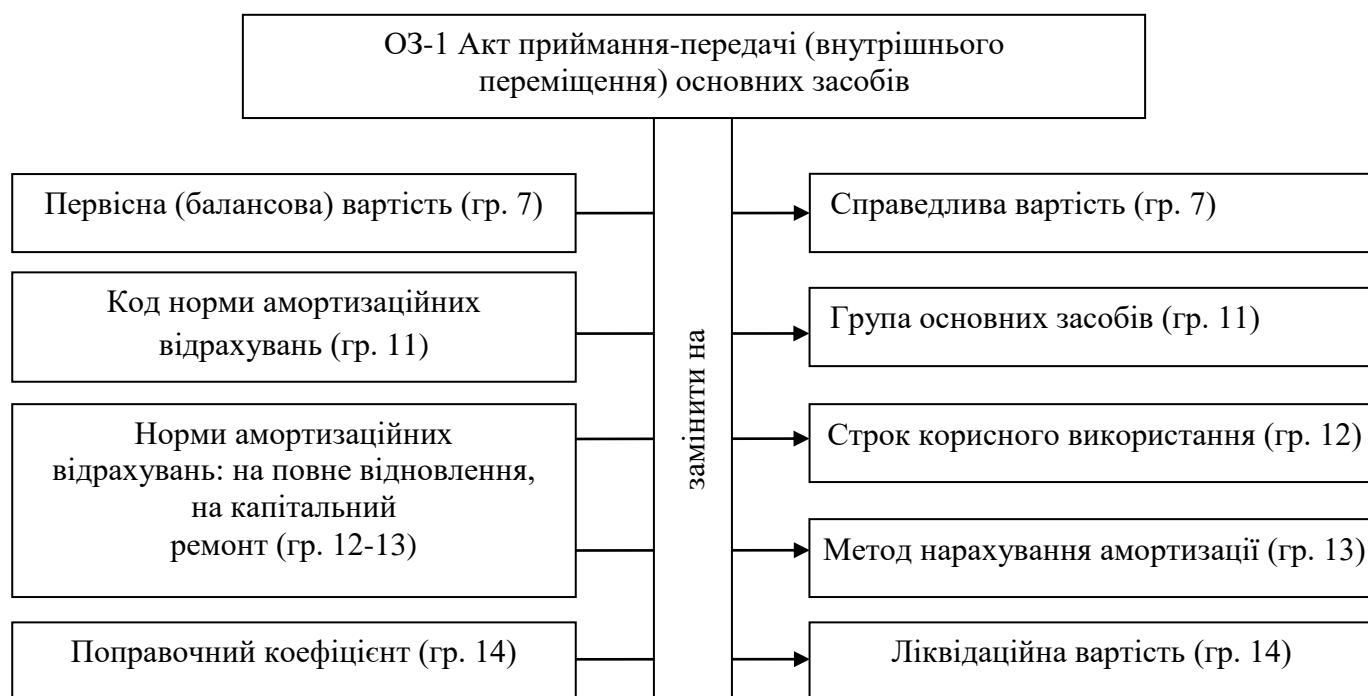 ОЗ-1 Акт приймання-передачі (внутрішнього
переміщення) основних засобів
Первісна (балансова) вартість (гр. 7)
Справедлива вартість (гр. 7)
Код норми амортизаційних
відрахувань (гр. 11)
Група основних засобів (гр. 11)
замінити на
Норми амортизаційних
відрахувань: на повне відновлення,
на капітальний
ремонт (гр. 12-13)
Строк корисного використання (гр. 12)
Метод нарахування амортизації (гр. 13)
Поправочний коефіцієнт (гр. 14)
Ліквідаційна вартість (гр. 14)